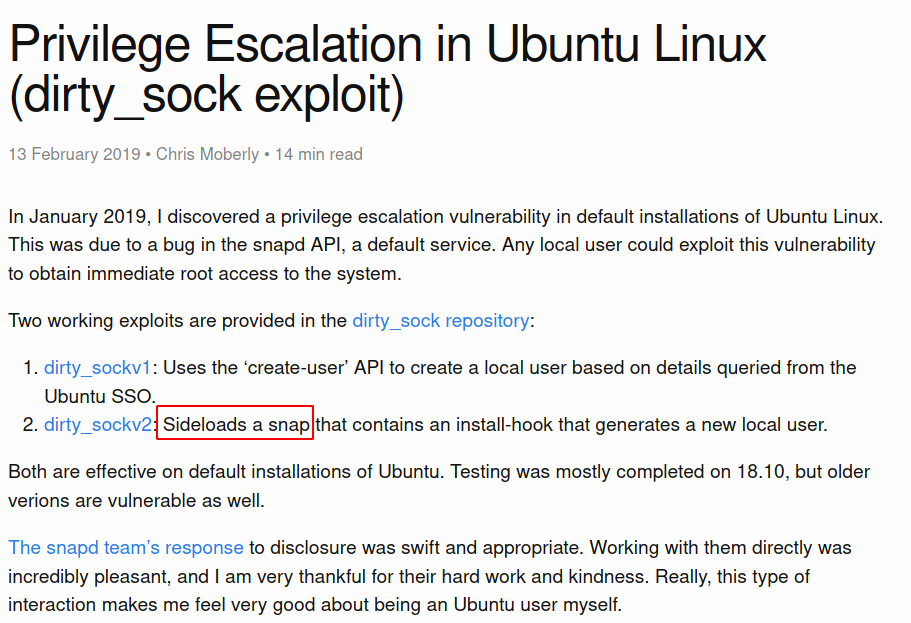 Privilege Escalation in Ubuntu Linux
(dirty_sock exploit)
13 February 2019 • Chris Moberly • 14 min read
In January 2019, I discovered a privilege escalation vulnerability in default installations of Ubuntu Linux.
This was due to a bug in the snapd API, a default service. Any local user could exploit this vulnerability
to obtain immediate root access to the system.
Two working exploits are provided in the dirty_sock repository:
1. dirty_sockv1: Uses the ‘create-user’ API to create a local user based on details queried from the
Ubuntu SSO.
2. dirty_sockv2: Sideloads a snap that contains an install-hook that generates a new local user.
Both are effective on default installations of Ubuntu. Testing was mostly completed on 18.10, but older
verions are vulnerable as well.
The snapd team’s response to disclosure was swift and appropriate. Working with them directly was
incredibly pleasant, and I am very thankful for their hard work and kindness. Really, this type of
interaction makes me feel very good about being an Ubuntu user myself.